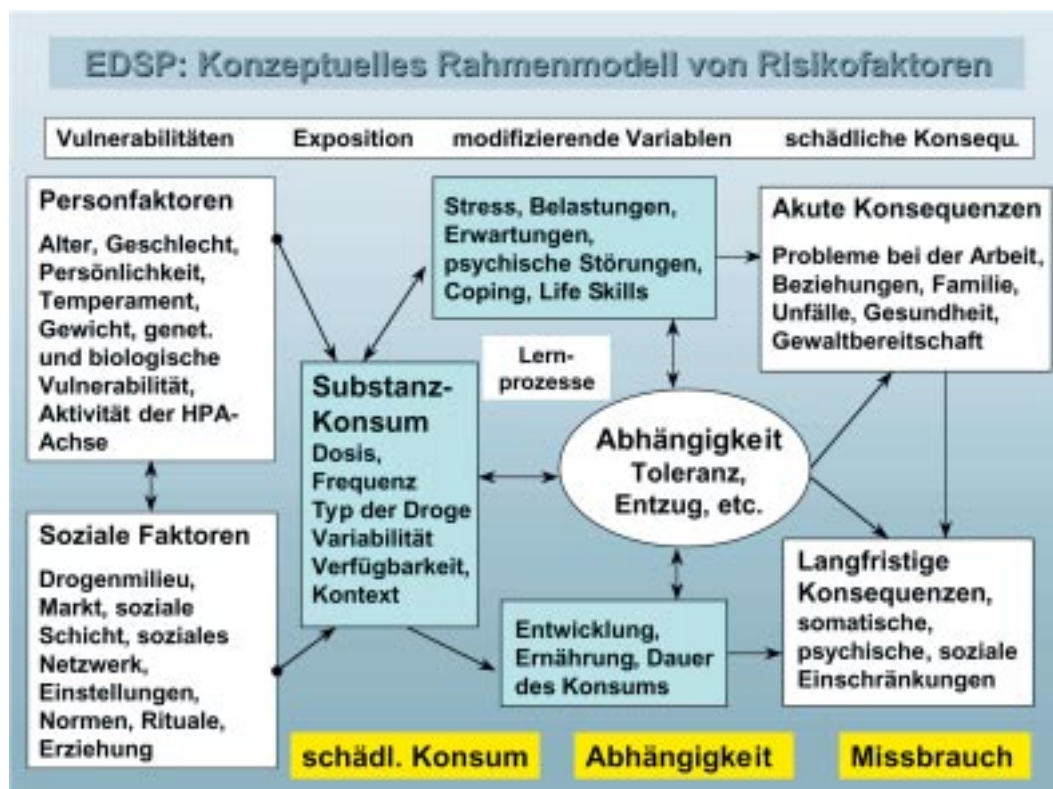 EDSP: Konzeptuelles Rahmenmodell von Risikofaktoren
Vulnerabilitäten Exposition modifizierende Variablen schädliche Konsequ.
Personfaktoren
Alter, Geschlecht,
Persönlichkeit,
Temperament,
Gewicht, genet.
und biologische
Vulnerabilität,
Aktivität der HPA-
Achse
Soziale Faktoren
Drogenmilieu,
Markt, soziale
Schicht, soziales
Netzwerk,
Einstellungen,
Normen, Rituale,
Erziehung
Substanz-
Konsum
Dosis,
Frequenz
Typ der Droge
Variabilität
Verfügbarkeit,
Kontext
Stress, Belastungen,
Erwartungen,
psychische Störungen,
Coping, Life Skills
Lern-
prozesse
Abhängigkeit
Toleranz,
Entzug, etc.
Entwicklung,
Ernährung, Dauer
des Konsums
Akute Konsequenzen
Probleme bei der Arbeit,
Beziehungen, Familie,
Unfälle, Gesundheit,
Gewaltbereitschaft
Langfristige
Konsequenzen,
somatische,
psychische, soziale
Einschränkungen
schädl. Konsum
Abhängigkeit
Missbrauch